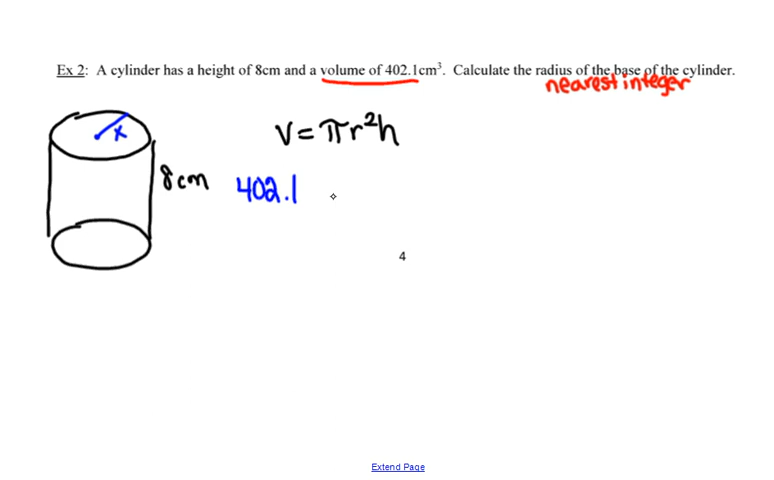 Ex 2: A cylinder has a height of 8cm and a volume of 402.1cm³. Calculate the radius of the base of the cylinder.
nearest integer
x
V=πr²h
8cm
402.1
4
Extend Page